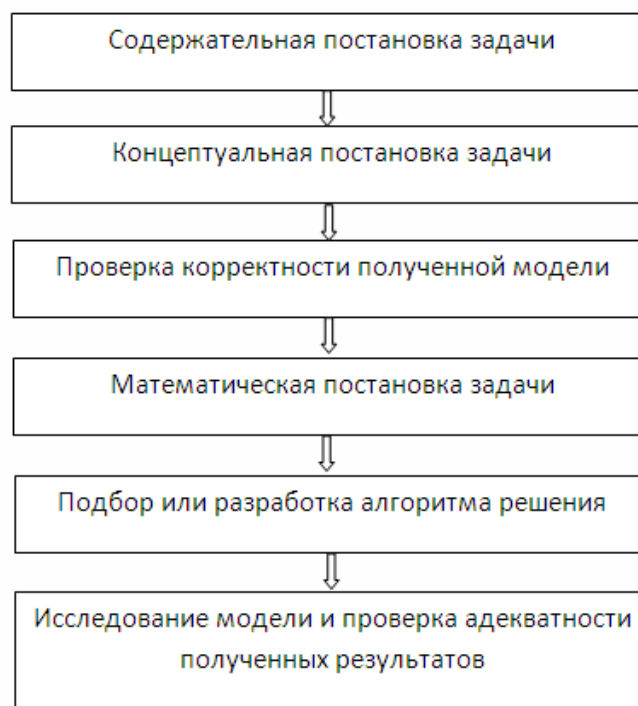 Содержательная постановка задачи
Концептуальная постановка задачи
Проверка корректности полученной модели
Математическая постановка задачи
Подбор или разработка алгоритма решения
Исследование модели и проверка адекватности
полученных результатов